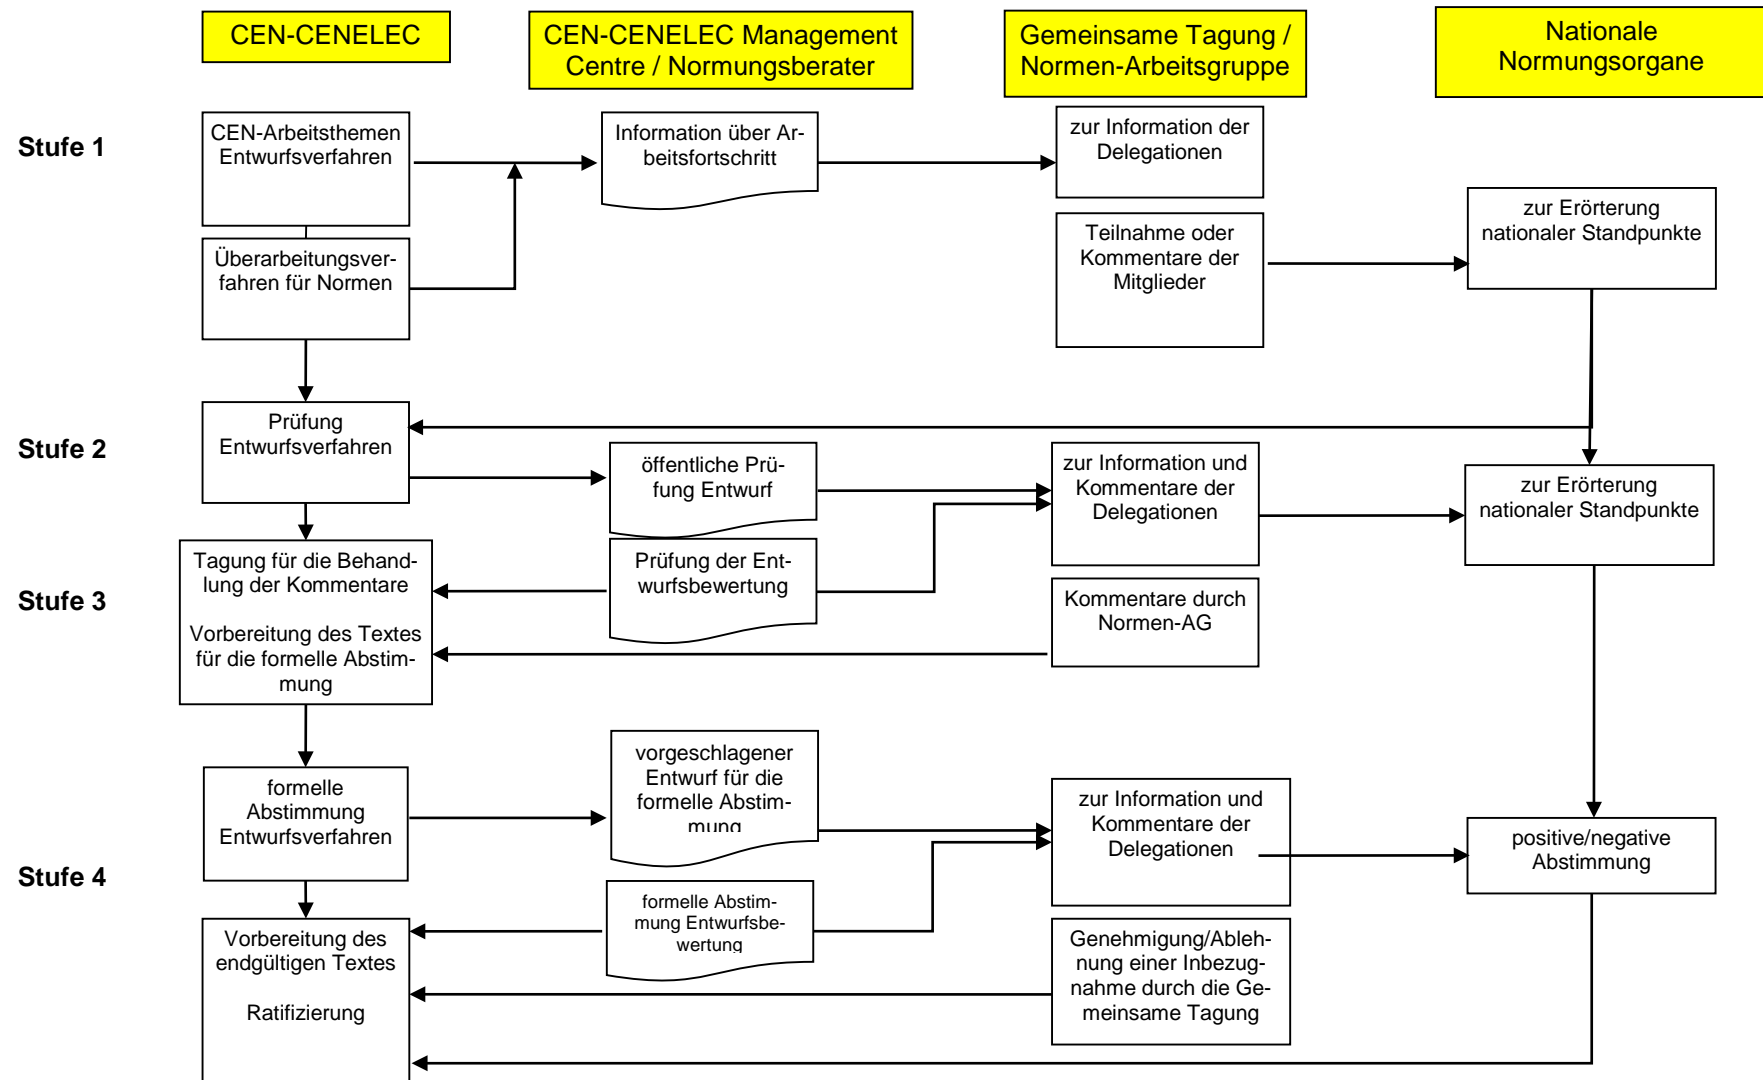 CEN-CENELEC
CEN-CENELEC Management
Centre / Normungsberater
Gemeinsame Tagung /
Normen-Arbeitsgruppe
Nationale
Normungsorgane
Stufe 1
CEN-Arbeitsthemen
Entwurfsverfahren
Information über Ar-
beitsfortschritt
zur Information der
Delegationen
zur Erörterung
nationaler Standpunkte
Teilnahme oder
Kommentare der
Mitglieder
Überarbeitungsver-
fahren für Normen
Stufe 2
Prüfung
Entwurfsverfahren
öffentliche Prü-
fung Entwurf
zur Information und
Kommentare der
Delegationen
zur Erörterung
nationaler Standpunkte
Stufe 3
Tagung für die Behand-
lung der Kommentare
Vorbereitung des Textes
für die formelle Abstim-
mung
Prüfung der Ent-
wurfsbewertung
Kommentare durch
Normen-AG
Stufe 4
formelle
Abstimmung
Entwurfsverfahren
vorgeschlagener
Entwurf für die
formelle Abstim-
mung
zur Information und
Kommentare der
Delegationen
positive/negative
Abstimmung
formelle Abstim-
mung Entwurfsbe-
wertung
Vorbereitung des
endgültigen Textes
Ratifizierung
Genehmigung/Ableh-
nung einer Inbezug-
nahme durch die Ge-
meinsame Tagung